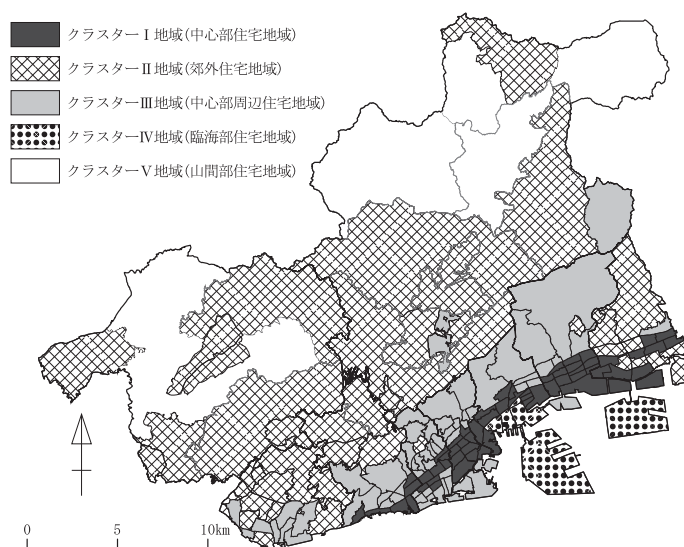 クラスターⅠ地域(中心部住宅地域)
クラスターⅡ地域(郊外住宅地域)
クラスターⅢ地域(中心部周辺住宅地域)
クラスターⅣ地域(臨海部住宅地域)
クラスターⅤ地域(山間部住宅地域)
0 5 10km